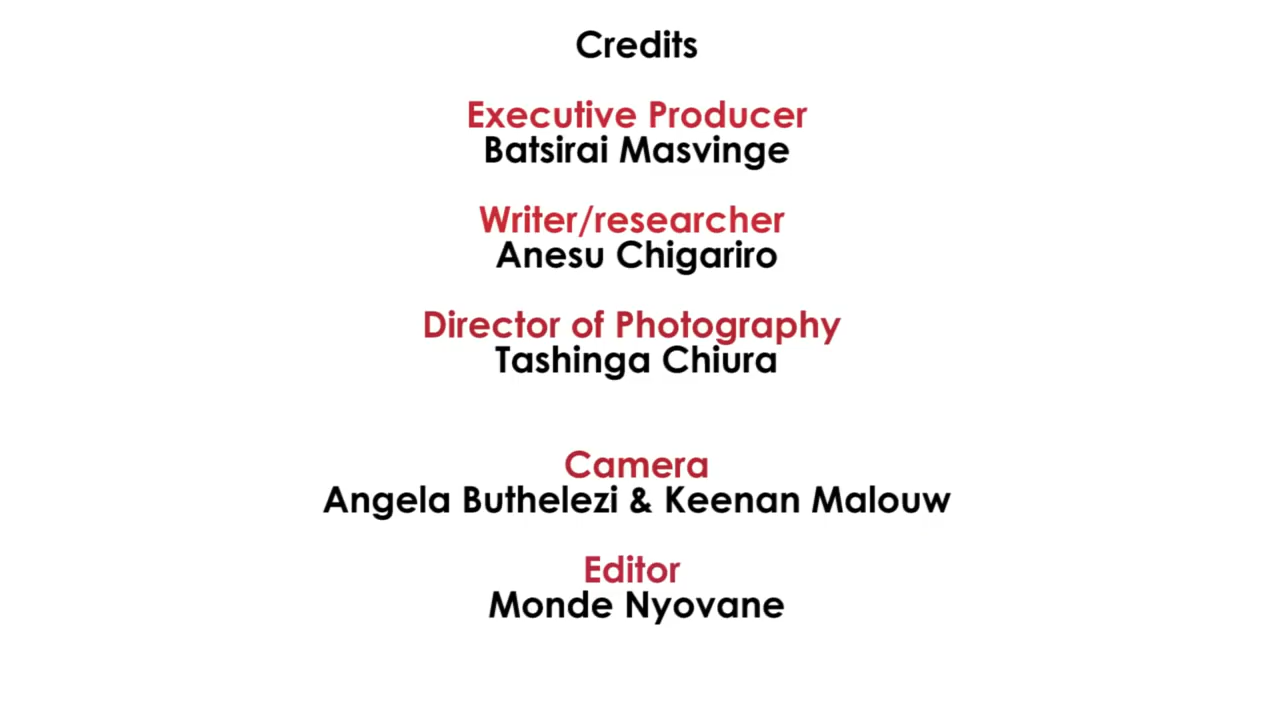 Credits
Executive Producer
Batsirai Masvinge
Writer/researcher
Anesu Chigariro
Director of Photography
Tashinga Chiura
Camera
Angela Buthelezi & Keenan Malouw
Editor
Monde Nyovane